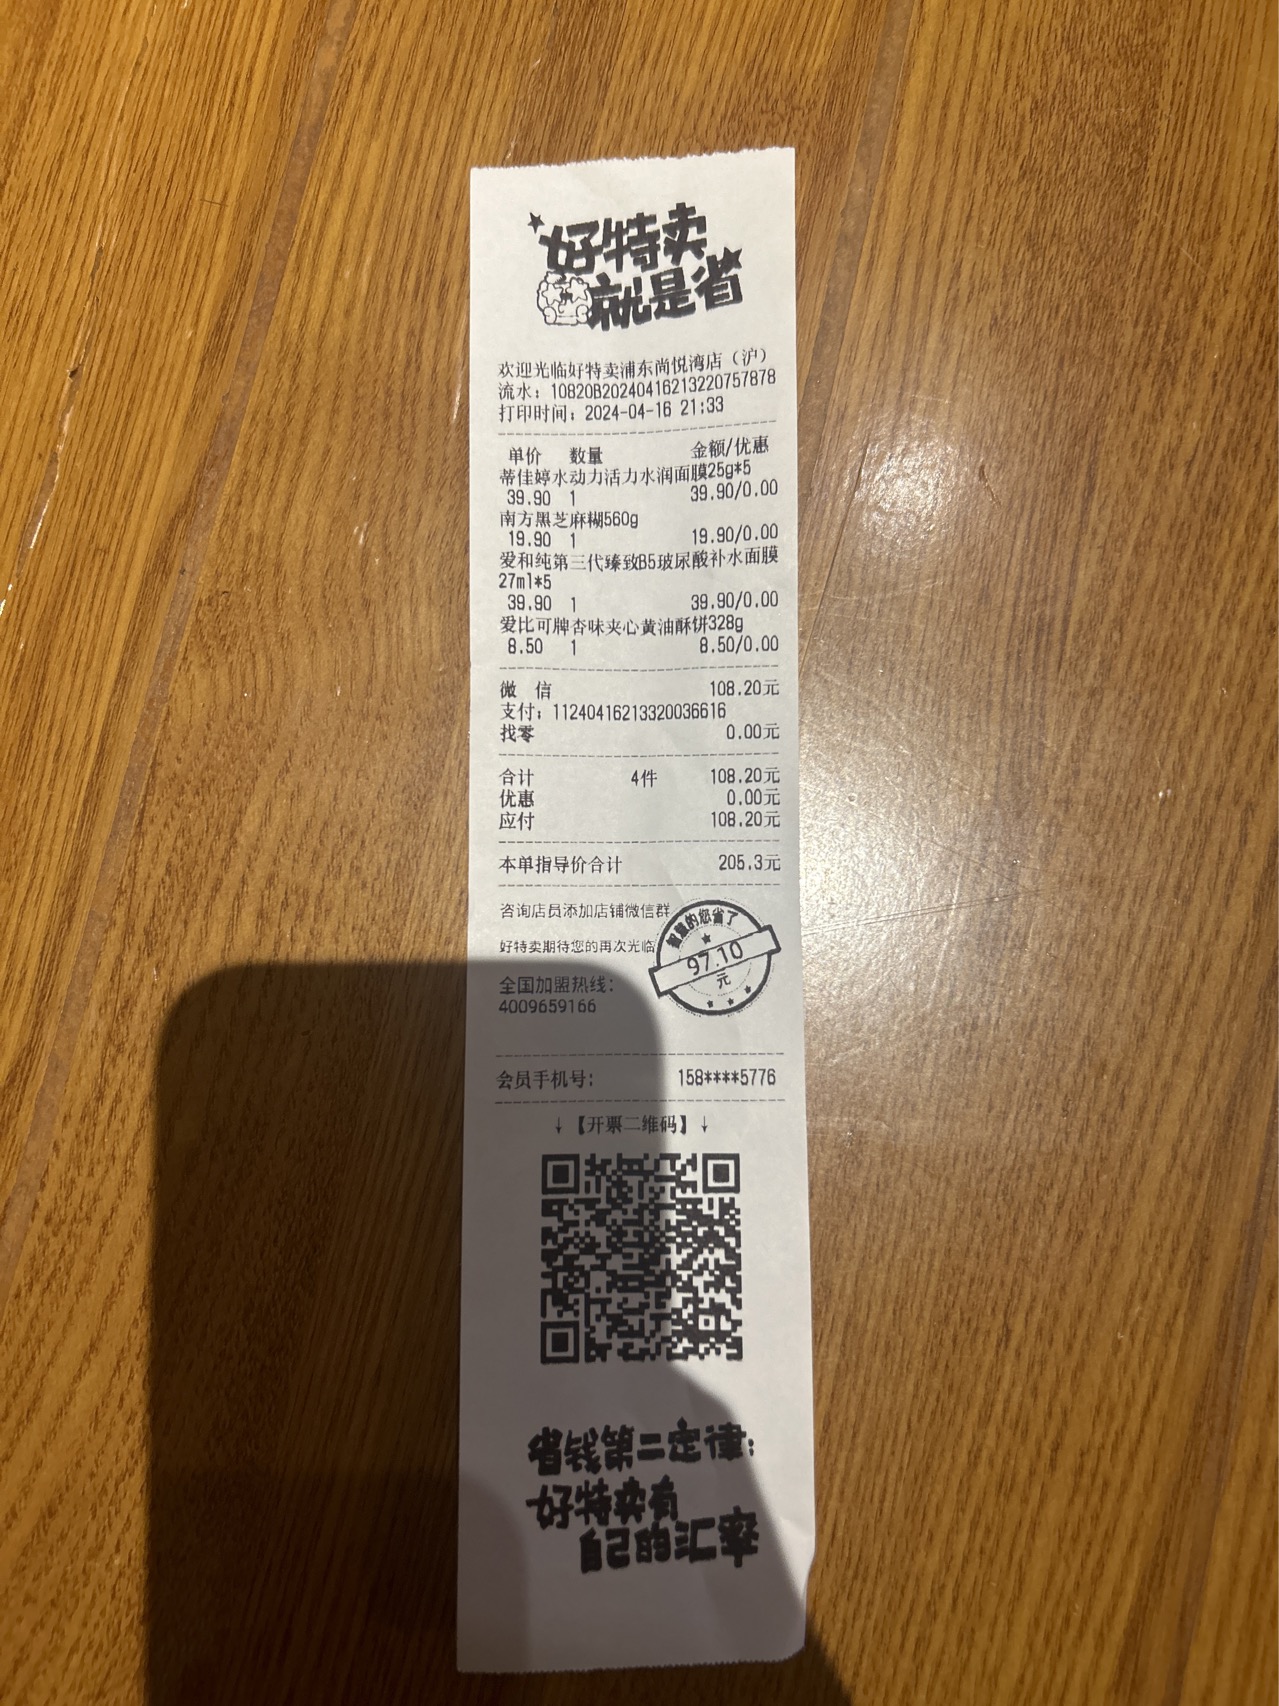 好特卖
就是省
欢迎光临好特卖浦东尚悦湾店（沪）
流水：10820B20240416213220757878
打印时间：2024-04-16 21:33
单价 数量 金额/优惠
蒂佳婷水动力活力水润面膜25g*5
39.90 1 39.90/0.00
南方黑芝麻糊560g
19.90 1 19.90/0.00
爱和纯第三代臻致B5玻尿酸补水面膜
27ml*5
39.90 1 39.90/0.00
爱比可牌杏味夹心黄油酥饼328g
8.50 1 8.50/0.00
微 信 108.20元
支付：11240416213320036616
找零 0.00元
合计 4件 108.20元
优惠 0.00元
应付 108.20元
本单指导价合计 205.3元
咨询店员添加店铺微信群
好特卖期待您的再次光临
智慧的您省了
97.10
元
全国加盟热线：
4009659166
会员手机号： 158****5776
↓【开票二维码】↓
省钱第二定律：
好特卖有
自己的汇率